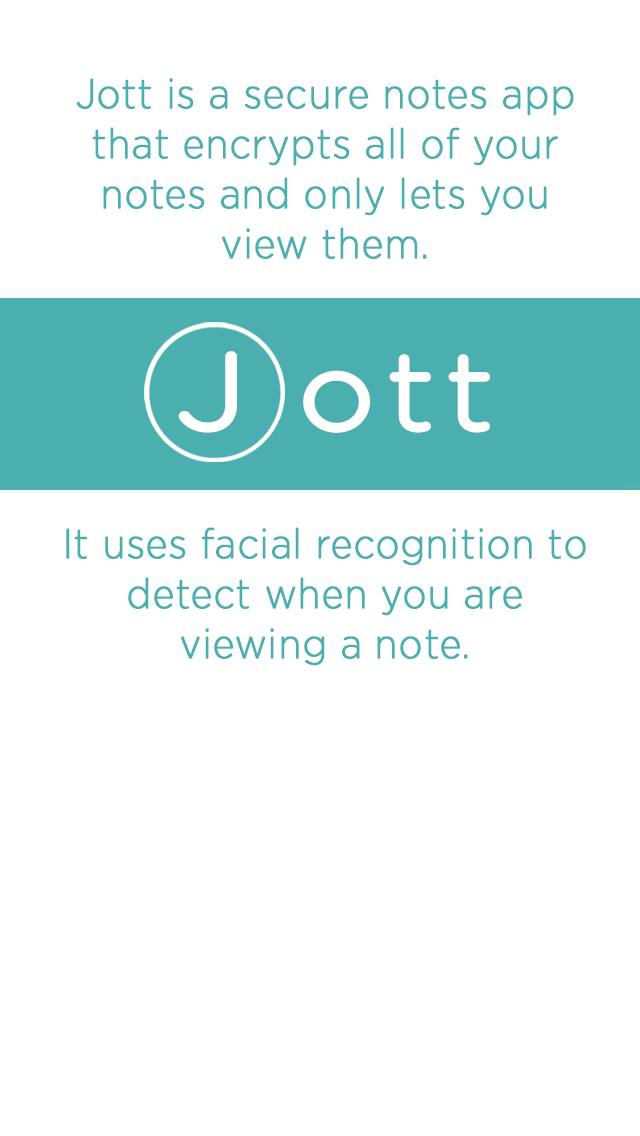 Jott is a secure notes app
that encrypts all of your
notes and only lets you
view them.
Jott
It uses facial recognition to
detect when you are
viewing a note.